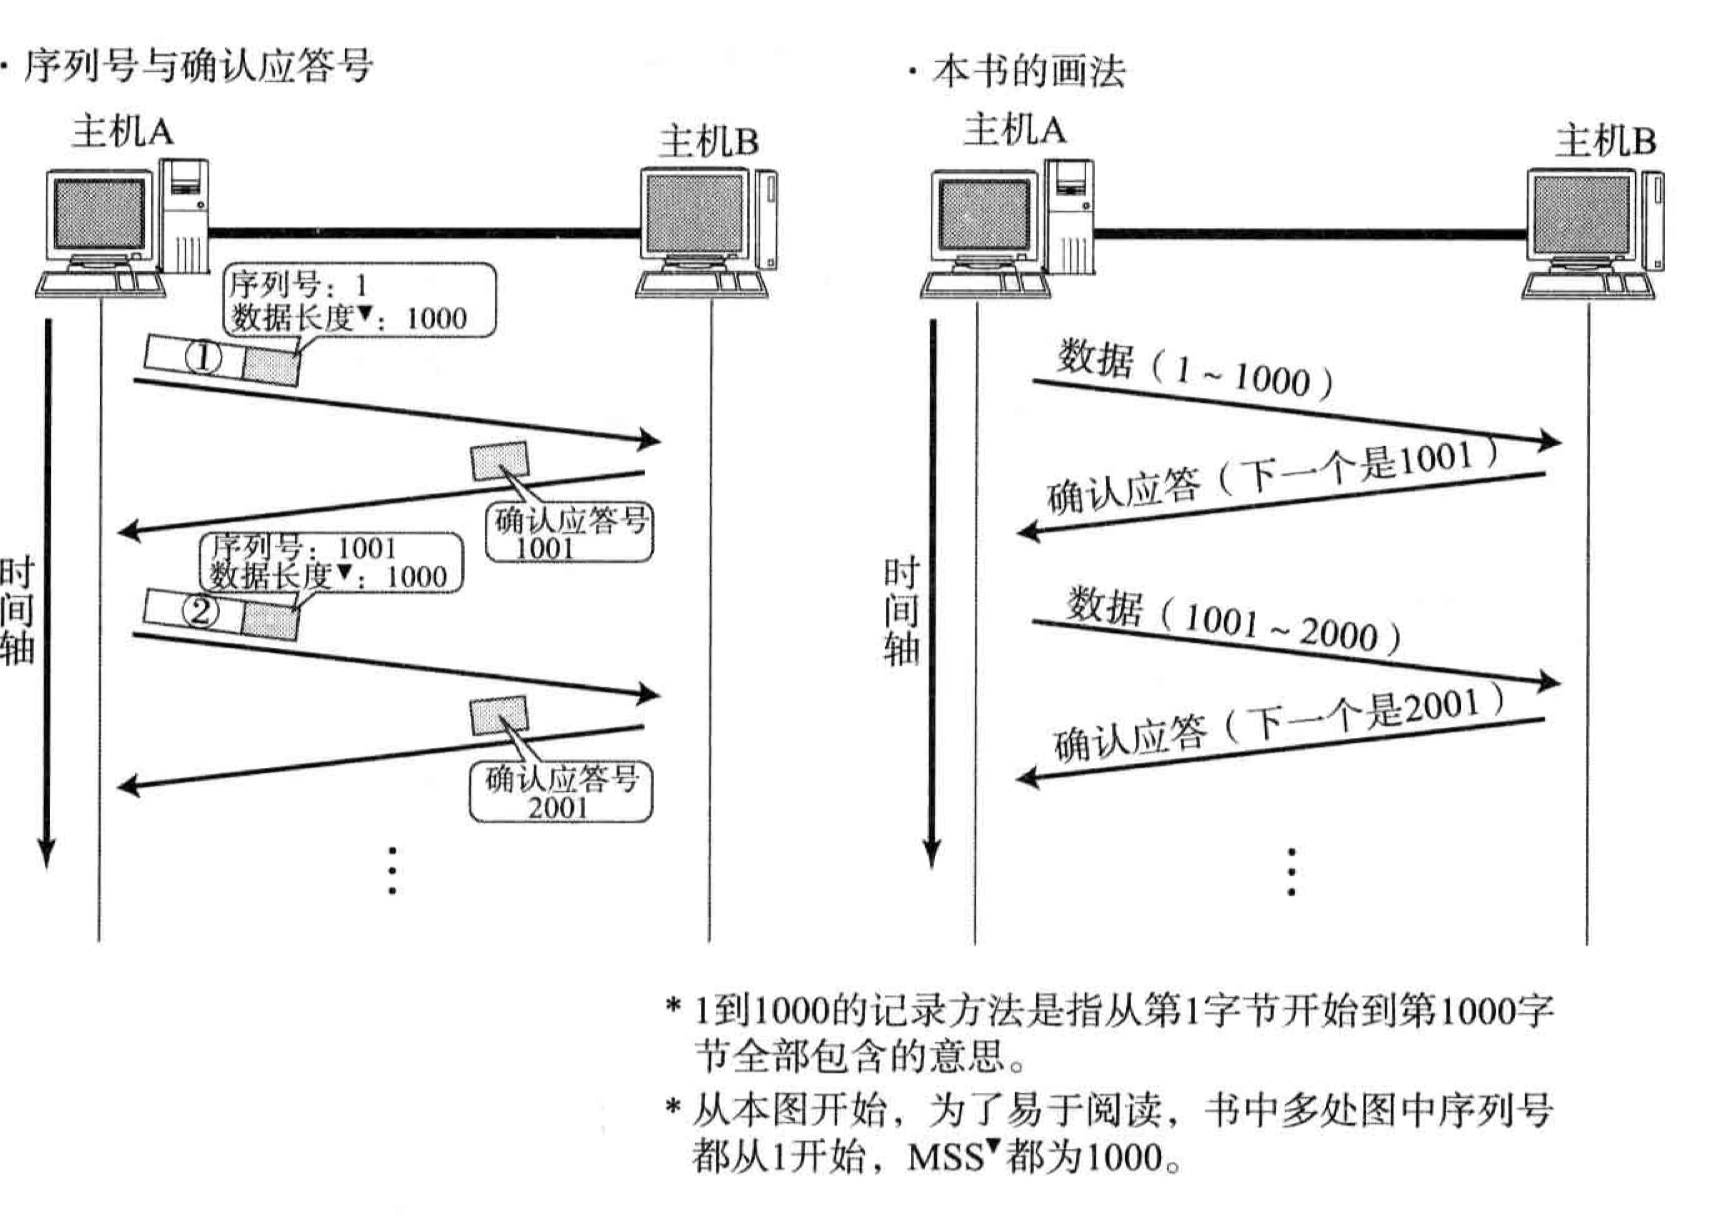 · 序列号与确认应答号
主机A
主机B
序列号：1
数据长度▼：1000
①
确认应答号
1001
序列号：1001
数据长度▼：1000
②
确认应答号
2001
时间轴
⋮
· 本书的画法
主机A
主机B
数据（1～1000）
确认应答（下一个是1001）
数据（1001～2000）
确认应答（下一个是2001）
时间轴
⋮
* 1到1000的记录方法是指从第1字节开始到第1000字
节全部包含的意思。
* 从本图开始，为了易于阅读，书中多处图中序列号
都从1开始，MSS▼都为1000。